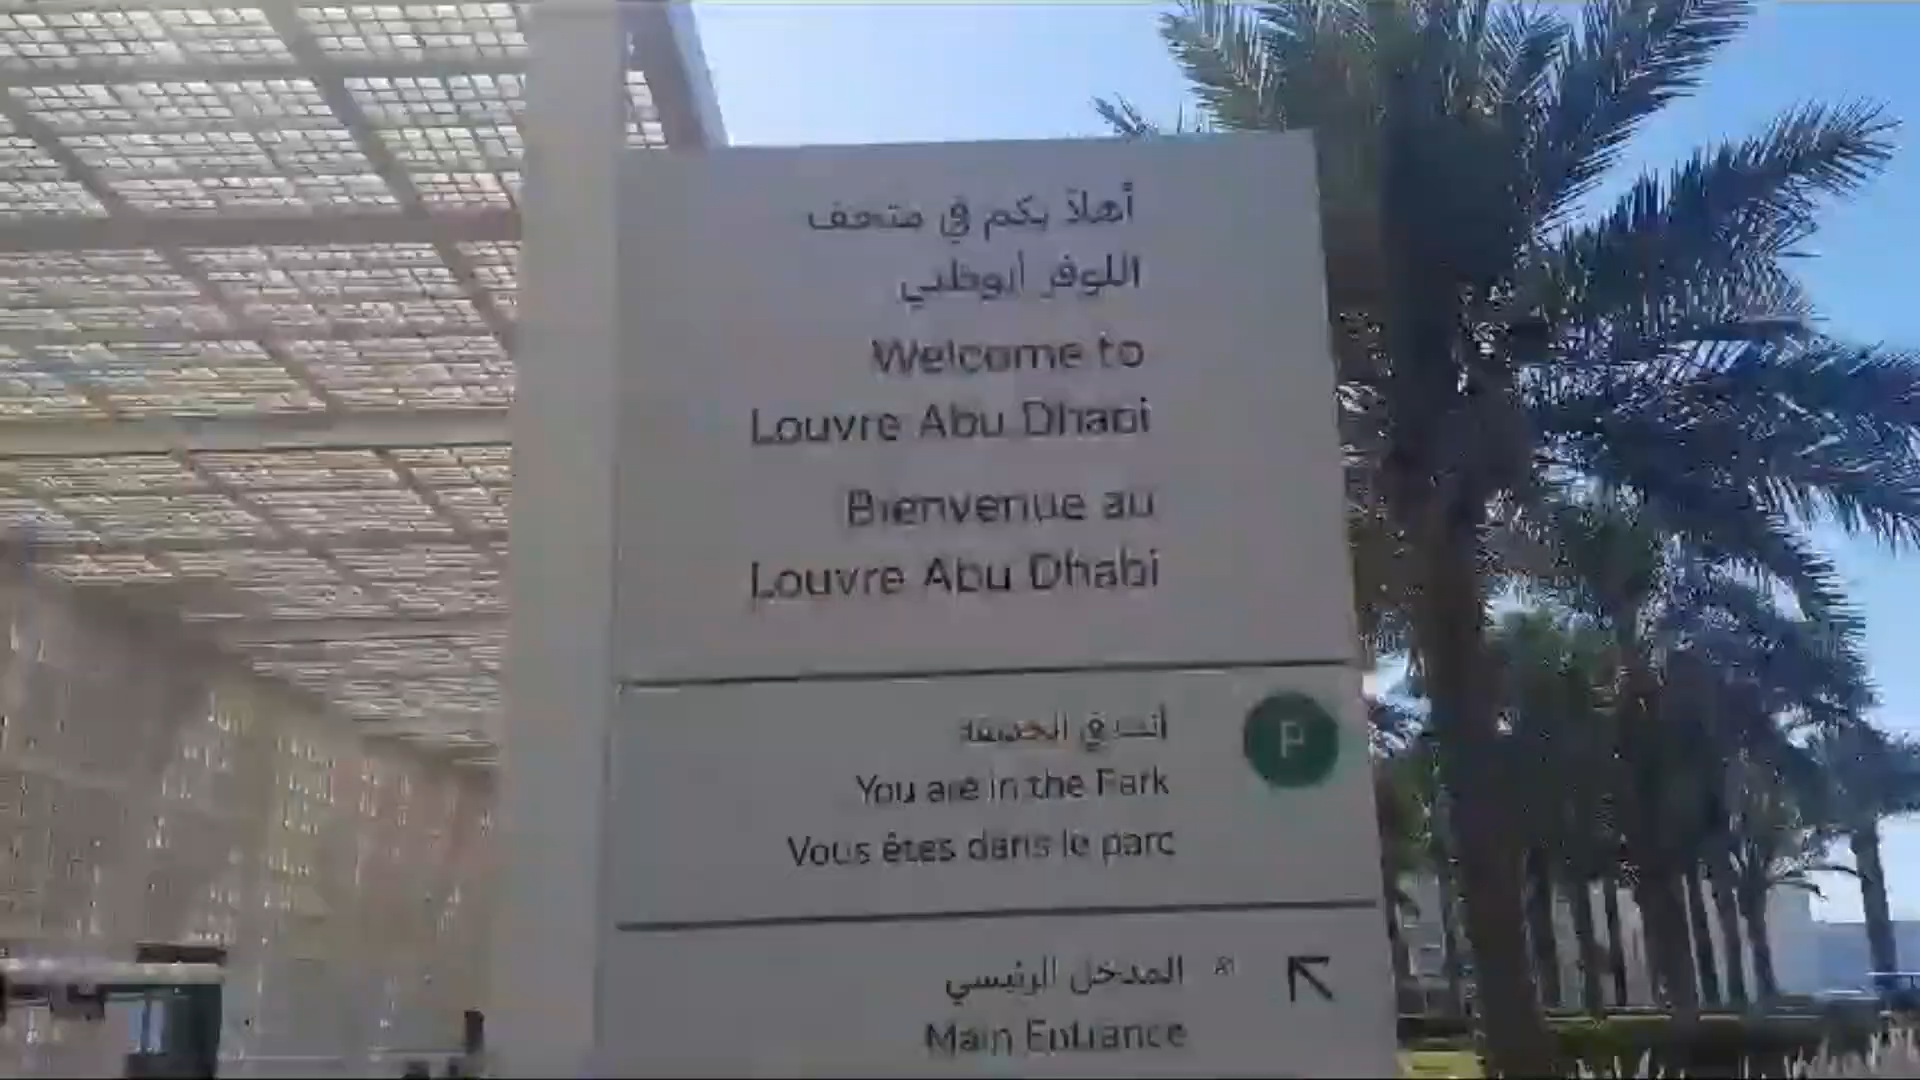 أهلاً بكم في متحف
اللوفر أبوظبي
Welcome to
Louvre Abu Dhabi
Bienvenue au
Louvre Abu Dhabi
أنت في الحديقة
P
You are in the Park
Vous êtes dans le parc
المدخل الرئيسي
Main Entrance